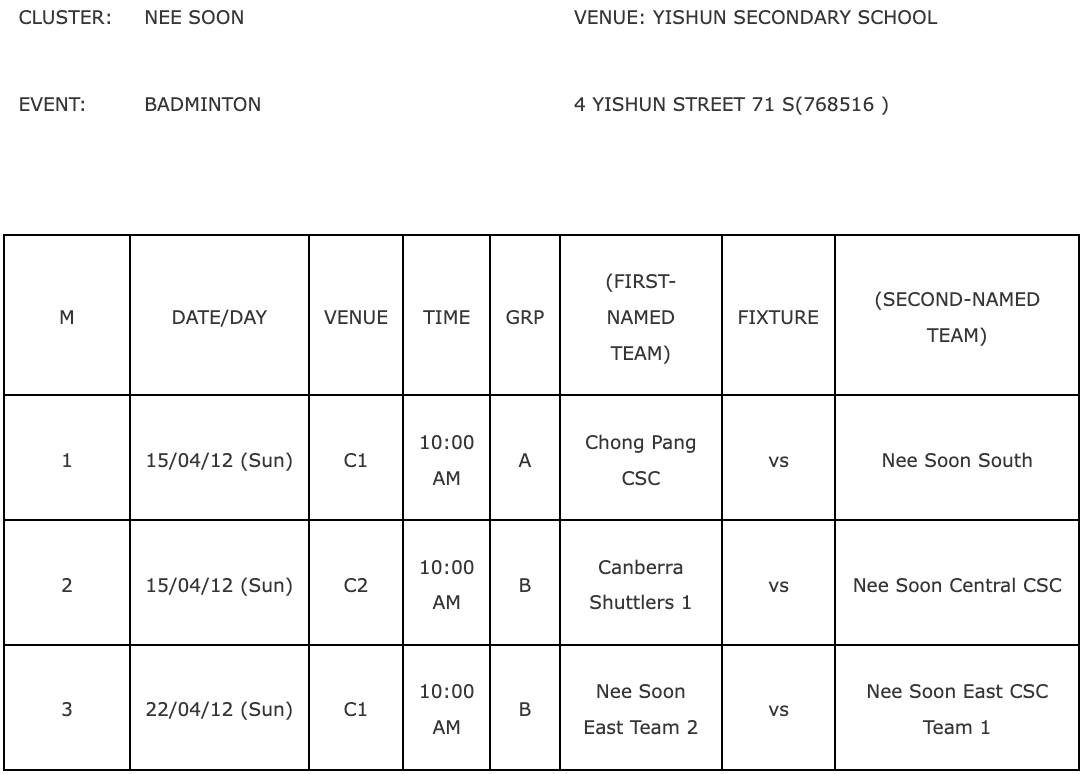 CLUSTER: NEE SOON VENUE: YISHUN SECONDARY SCHOOL
EVENT: BADMINTON 4 YISHUN STREET 71 S(768516 )
M DATE/DAY VENUE TIME GRP (FIRST-NAMED TEAM) FIXTURE (SECOND-NAMED TEAM)
1 15/04/12 (Sun) C1 10:00 AM A Chong Pang CSC vs Nee Soon South
2 15/04/12 (Sun) C2 10:00 AM B Canberra Shuttlers 1 vs Nee Soon Central CSC
3 22/04/12 (Sun) C1 10:00 AM B Nee Soon East Team 2 vs Nee Soon East CSC Team 1